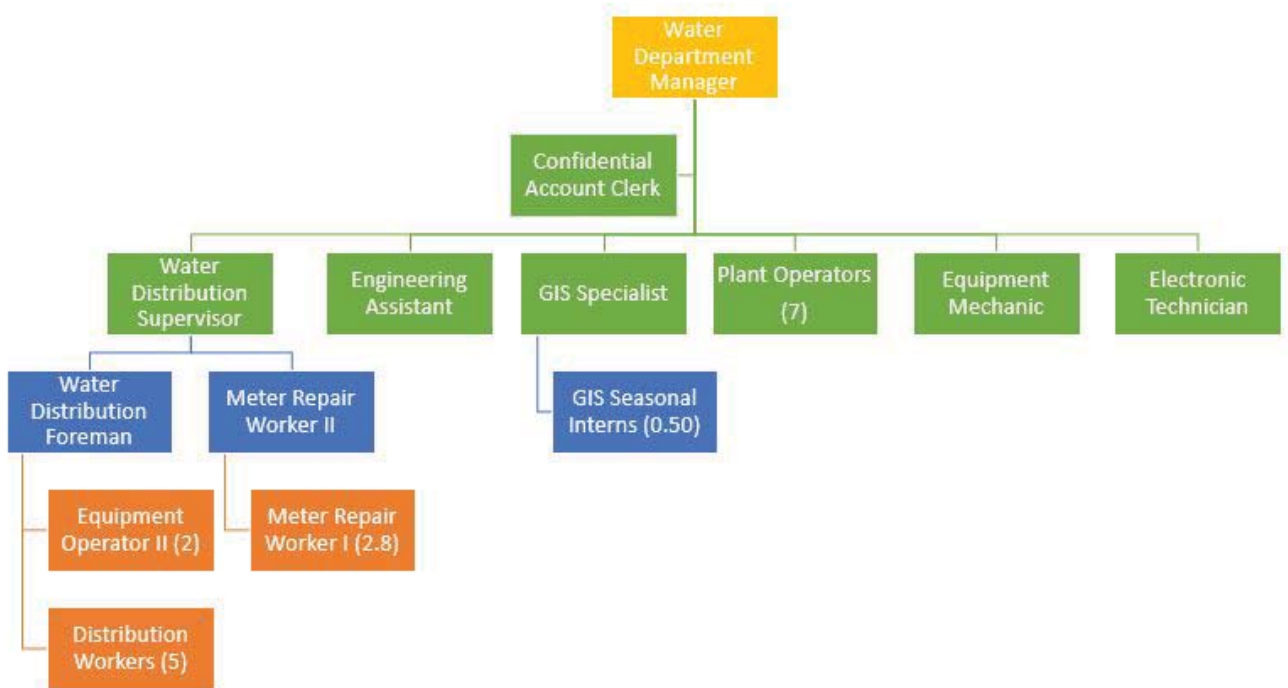 Water
Department
Manager
Confidential
Account Clerk
Water
Distribution
Supervisor
Engineering
Assistant
GIS Specialist
Plant Operators
(7)
Equipment
Mechanic
Electronic
Technician
Water
Distribution
Foreman
Meter Repair
Worker II
GIS Seasonal
Interns (0.50)
Equipment
Operator II (2)
Meter Repair
Worker I (2.8)
Distribution
Workers (5)